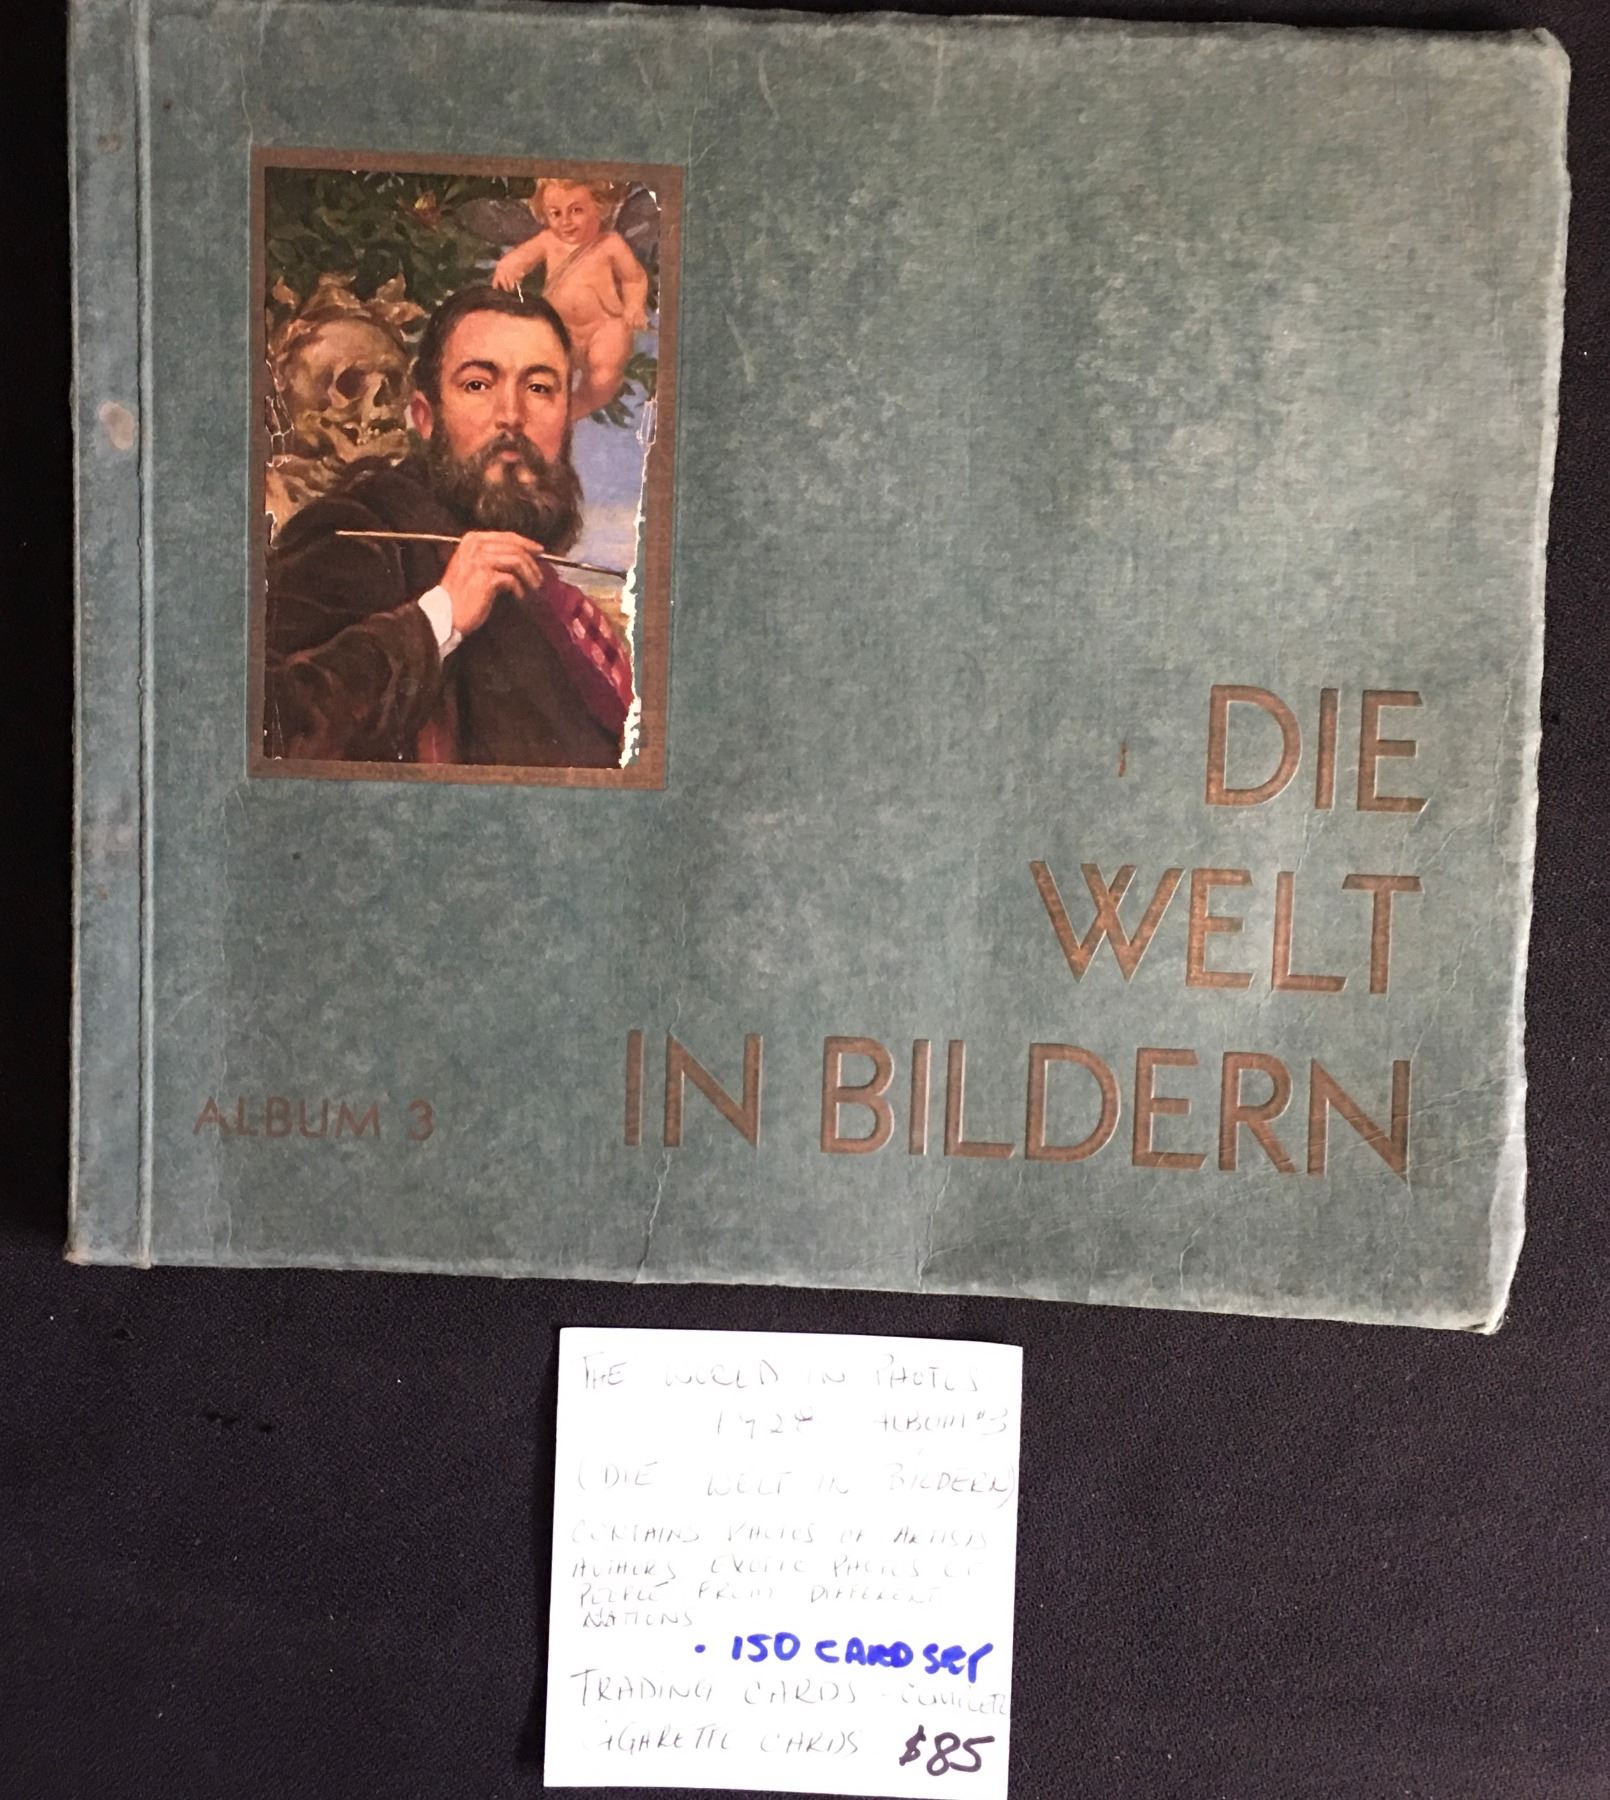 DIE
WELT
IN BILDERN
ALBUM 3
THE WORLD IN PHOTOS
1928 ALBUM #3
(DIE WELT IN BILDERN)
CONTAINS PHOTOS OF ARTISTS
AUTHORS EXOTIC PHOTOS OF
PEOPLE FROM DIFFERENT
NATIONS
• 150 CARD SET
TRADING CARDS - COMPLETE
CIGARETTE CARDS $85